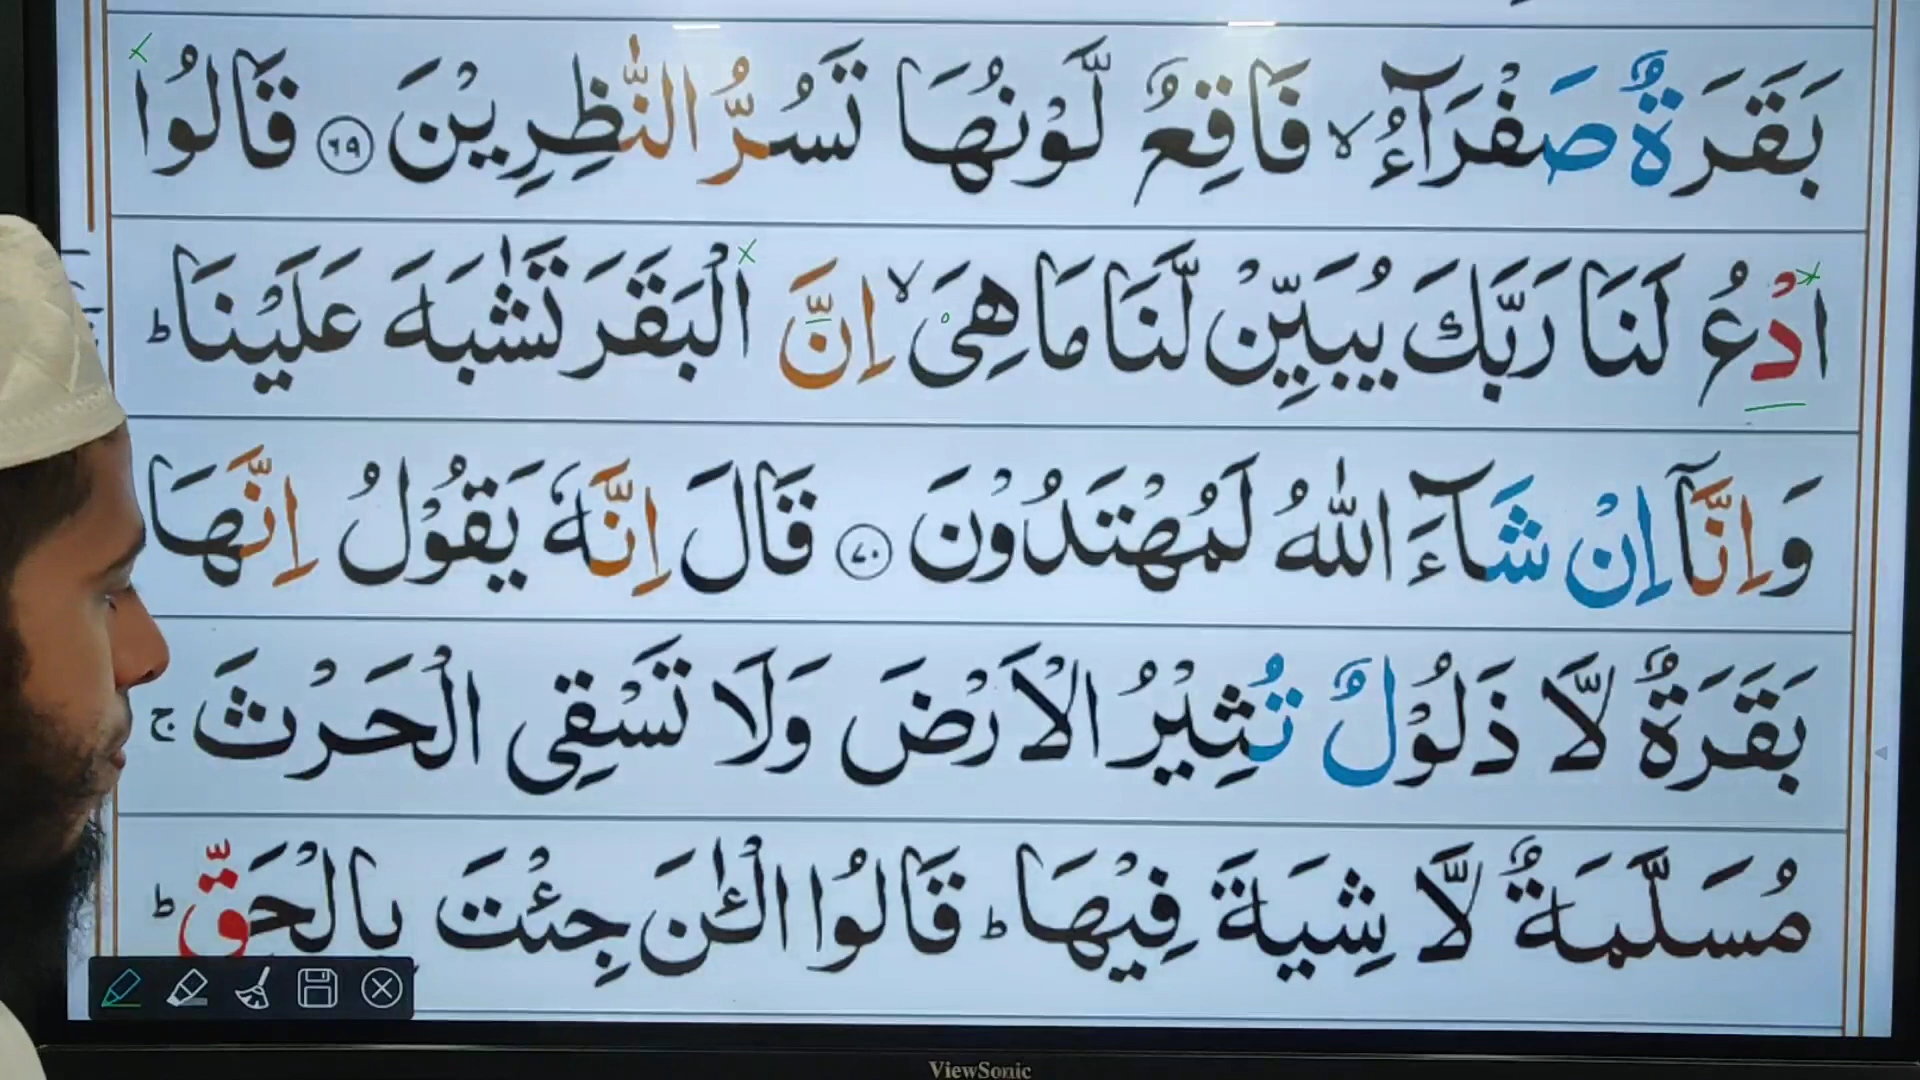 بَقَرَةٌ صَفْرَآءُ ۙ فَاقِعٌ لَّوْنُهَا تَسُرُّ النّٰظِرِيْنَ ﴿٦٩﴾ قَالُوا
ادْعُ لَنَا رَبَّكَ يُبَيِّنْ لَّنَا مَا هِىَ ۙ اِنَّ الْبَقَرَ تَشٰبَهَ عَلَيْنَا ؕ
وَاِنَّآ اِنْ شَآءَ اللّٰهُ لَمُهْتَدُوْنَ ﴿٧٠﴾ قَالَ اِنَّهٗ يَقُوْلُ اِنَّهَا
بَقَرَةٌ لَّا ذَلُوْلٌ تُثِيْرُ الْاَرْضَ وَلَا تَسْقِى الْحَرْثَ ۚ
مُسَلَّمَةٌ لَّا شِيَةَ فِيْهَا ؕ قَالُوا الْـٰٔنَ جِئْتَ بِالْحَقِّ ؕ
ViewSonic